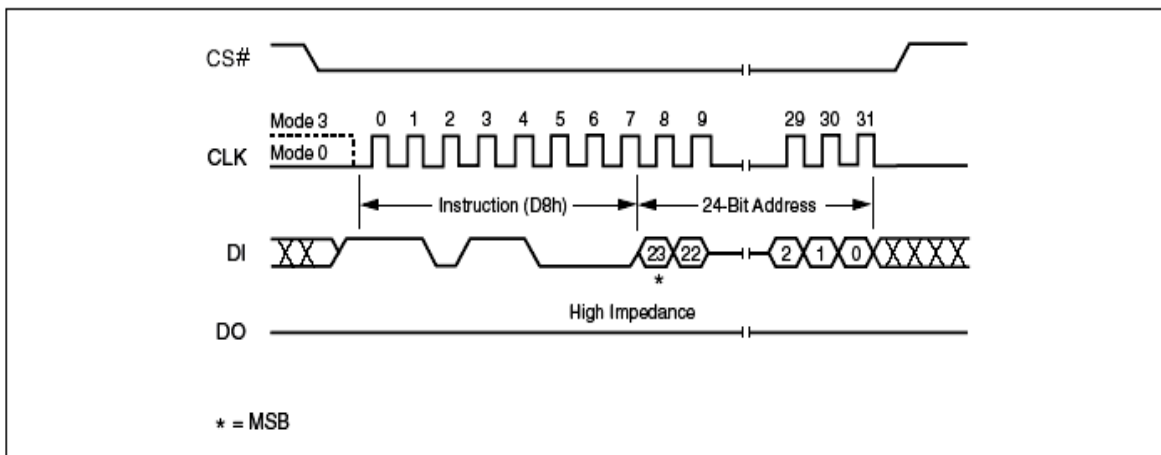 CS#
Mode 3
0 1 2 3 4 5 6 7 8 9 29 30 31
CLK
Mode 0
Instruction (D8h) 24-Bit Address
DI 23 22 2 1 0
*
High Impedance
DO
* = MSB